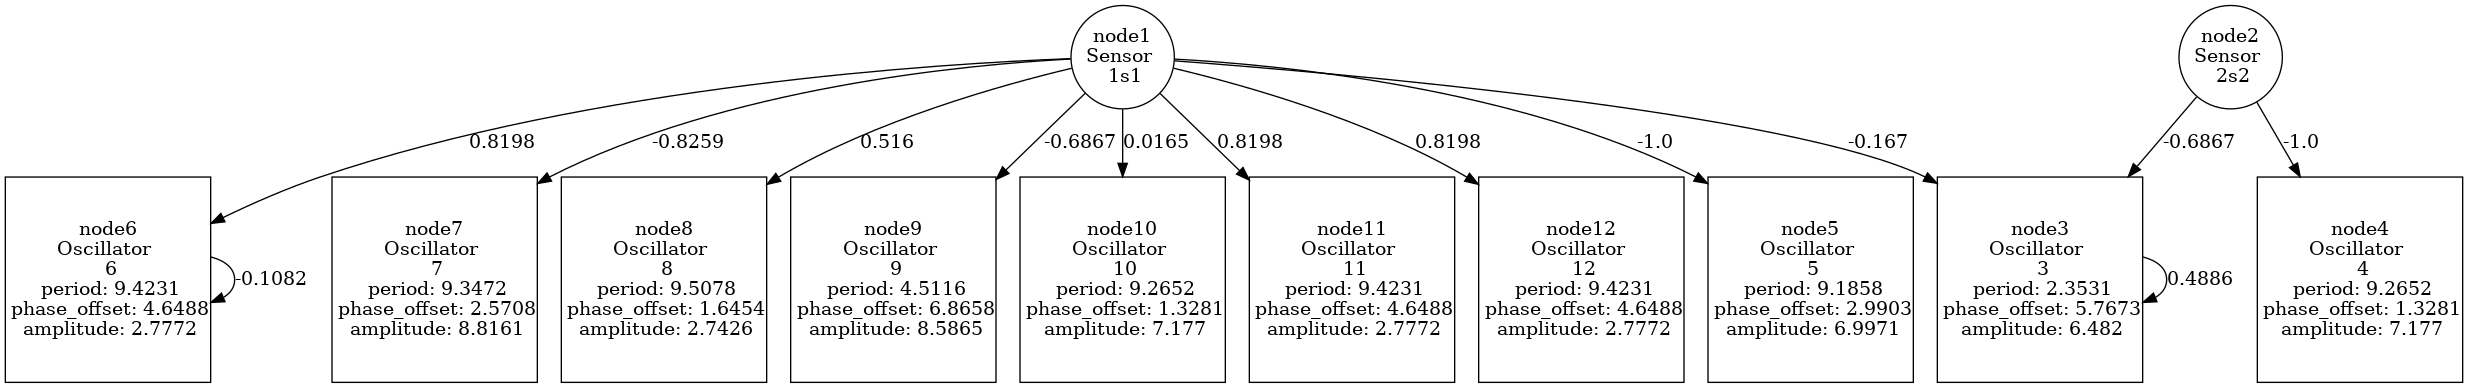 node1
Sensor
1s1
node2
Sensor
2s2
0.8198
-0.8259
0.516
-0.6867
0.0165
0.8198
0.8198
-1.0
-0.167
-0.6867
-1.0
node6
Oscillator
6
period: 9.4231
phase_offset: 4.6488
amplitude: 2.7772
-0.1082
node7
Oscillator
7
period: 9.3472
phase_offset: 2.5708
amplitude: 8.8161
node8
Oscillator
8
period: 9.5078
phase_offset: 1.6454
amplitude: 2.7426
node9
Oscillator
9
period: 4.5116
phase_offset: 6.8658
amplitude: 8.5865
node10
Oscillator
10
period: 9.2652
phase_offset: 1.3281
amplitude: 7.177
node11
Oscillator
11
period: 9.4231
phase_offset: 4.6488
amplitude: 2.7772
node12
Oscillator
12
period: 9.4231
phase_offset: 4.6488
amplitude: 2.7772
node5
Oscillator
5
period: 9.1858
phase_offset: 2.9903
amplitude: 6.9971
node3
Oscillator
3
period: 2.3531
phase_offset: 5.7673
amplitude: 6.482
0.4886
node4
Oscillator
4
period: 9.2652
phase_offset: 1.3281
amplitude: 7.177